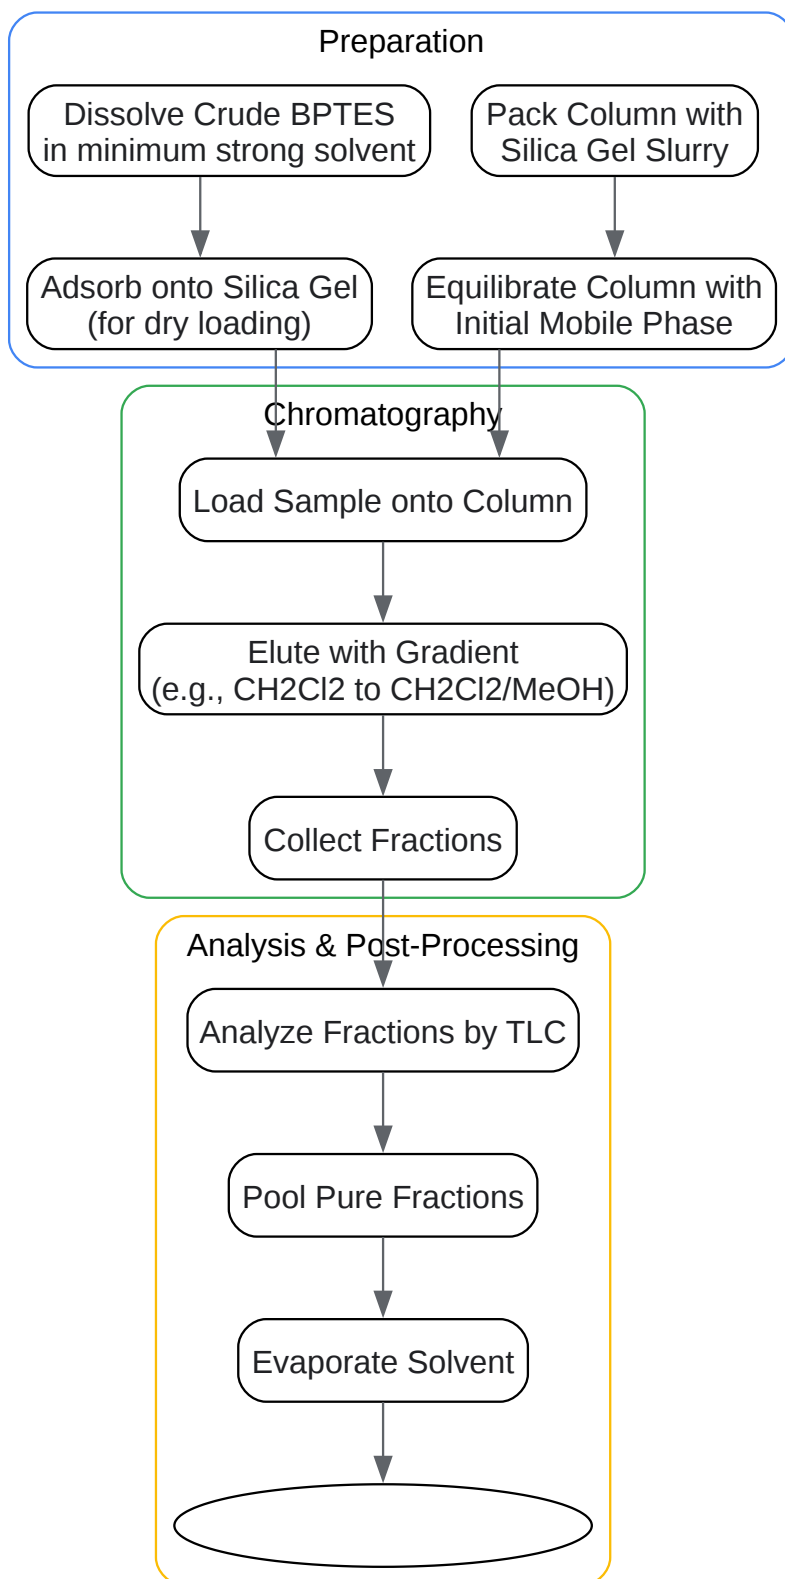 Preparation
Dissolve Crude BPTES
in minimum strong solvent
Pack Column with
Silica Gel Slurry
Adsorb onto Silica Gel
(for dry loading)
Equilibrate Column with
Initial Mobile Phase
Chromatography
Load Sample onto Column
Elute with Gradient
(e.g., CH2Cl2 to CH2Cl2/MeOH)
Collect Fractions
Analysis & Post-Processing
Analyze Fractions by TLC
Pool Pure Fractions
Evaporate Solvent